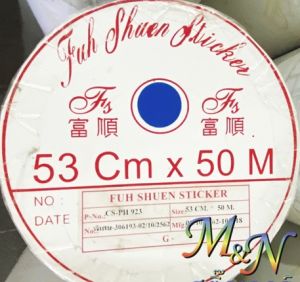 Fuh Shuen Sticker
Fs Fs
富順 富順
53 Cm x 50 M
NO :
DATE
FUH SHUEN STICKER
P-No. CS-PH 923 Size: 53 CM. * 50 M.
G -
M&N